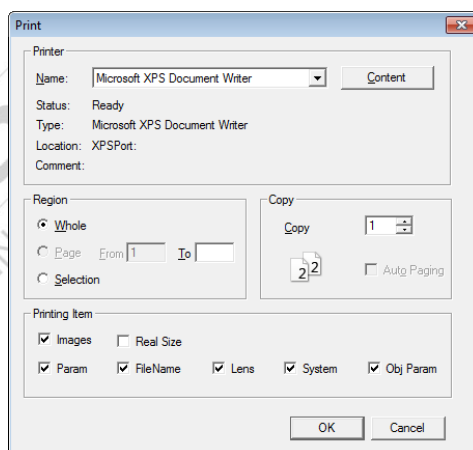 Print
Printer
Name: Microsoft XPS Document Writer Content
Status: Ready
Type: Microsoft XPS Document Writer
Location: XPSPort:
Comment:
Region Copy
Whole Copy 1
Page From 1 To 2 2 Auto Paging
Selection
Printing Item
Images Real Size
Param FileName Lens System Obj Param
OK Cancel